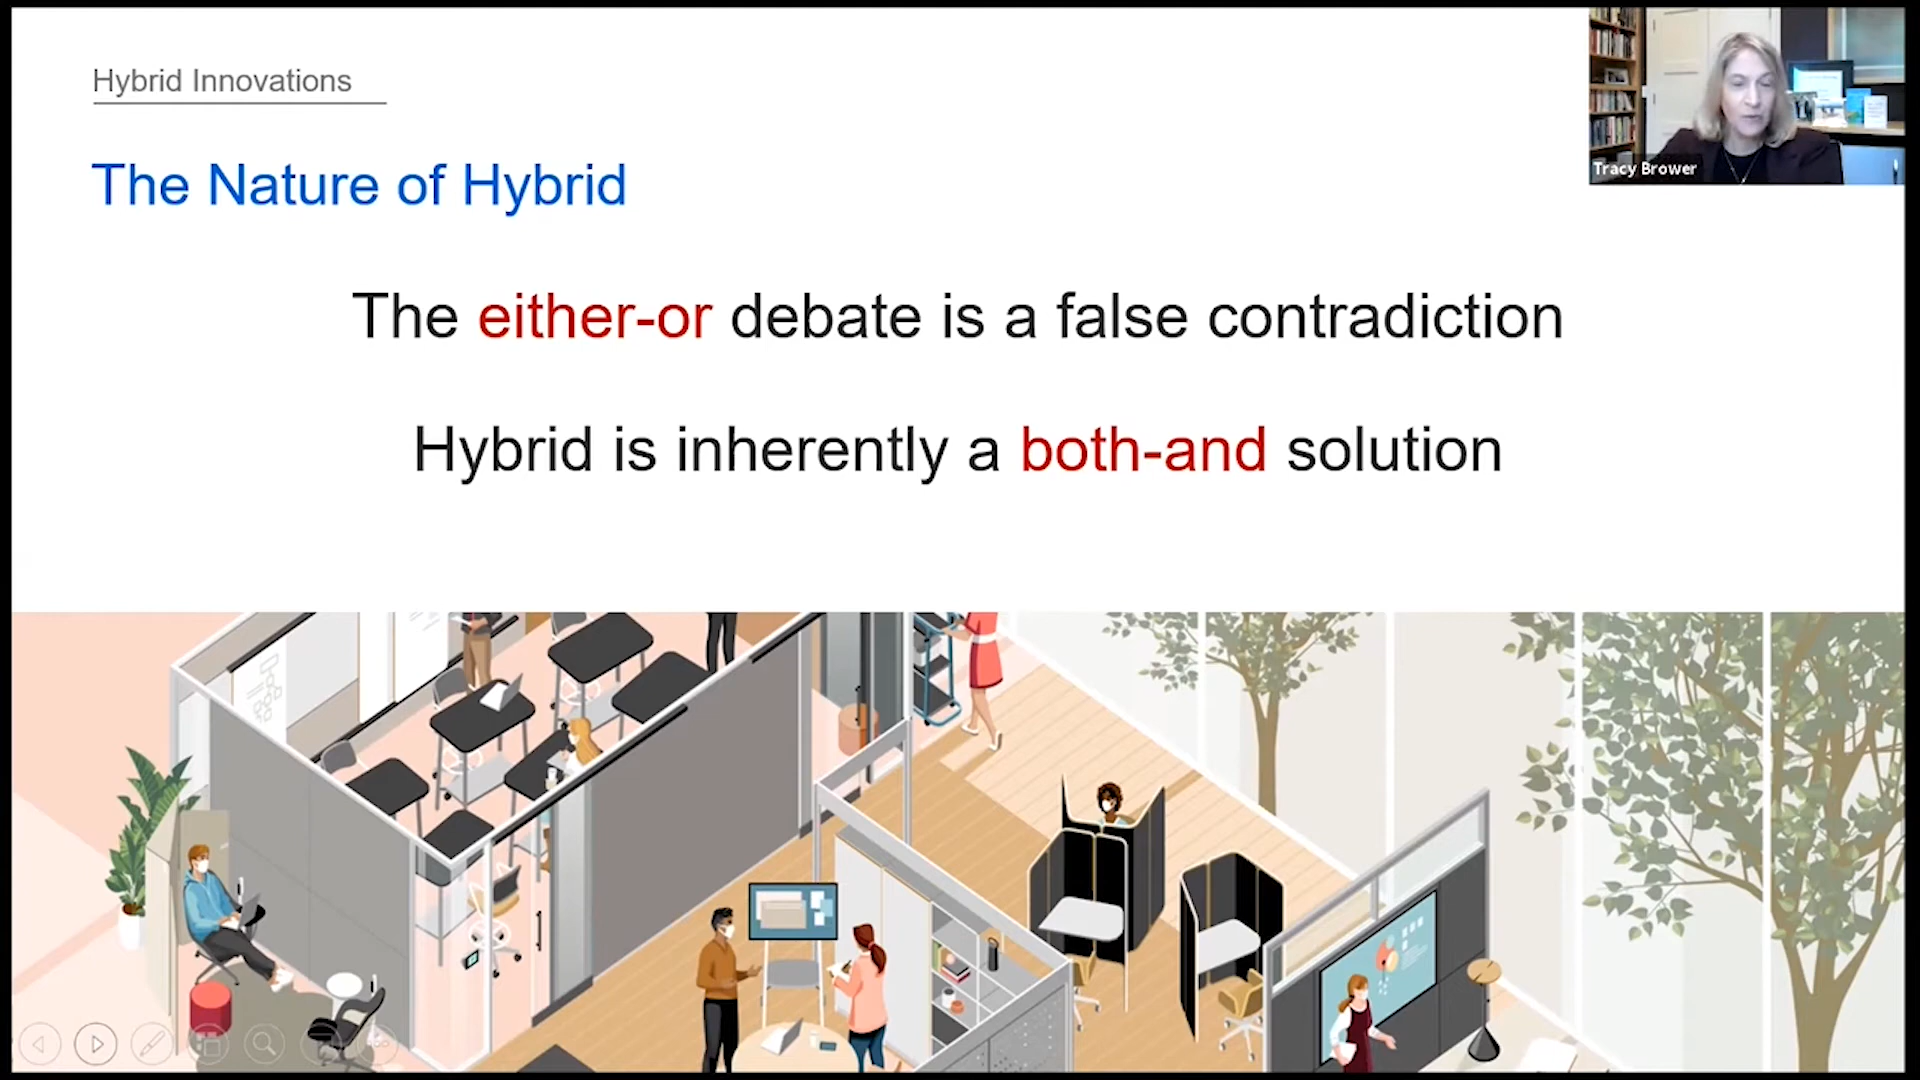 Hybrid Innovations
The Nature of Hybrid
The either-or debate is a false contradiction
Hybrid is inherently a both-and solution
Tracy Brower